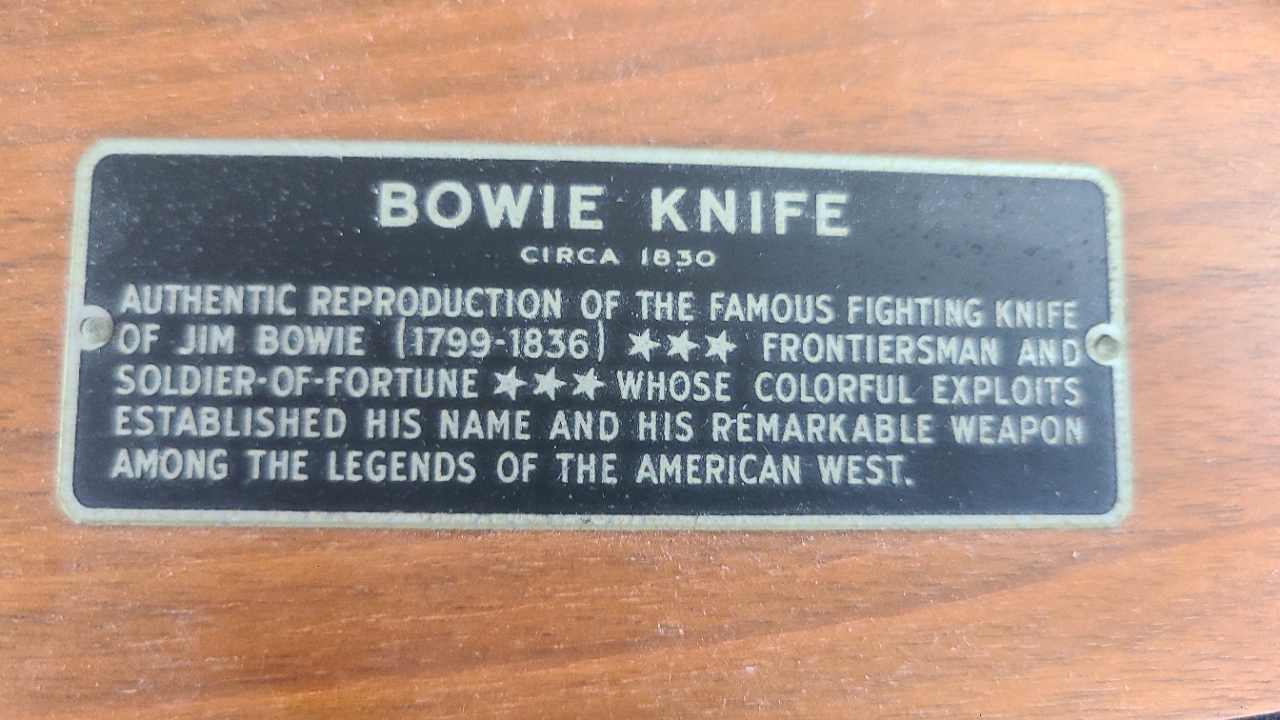 BOWIE KNIFE
CIRCA 1830
AUTHENTIC REPRODUCTION OF THE FAMOUS FIGHTING KNIFE
OF JIM BOWIE (1799-1836) ★★★ FRONTIERSMAN AND
SOLDIER-OF-FORTUNE ★★★ WHOSE COLORFUL EXPLOITS
ESTABLISHED HIS NAME AND HIS REMARKABLE WEAPON
AMONG THE LEGENDS OF THE AMERICAN WEST.